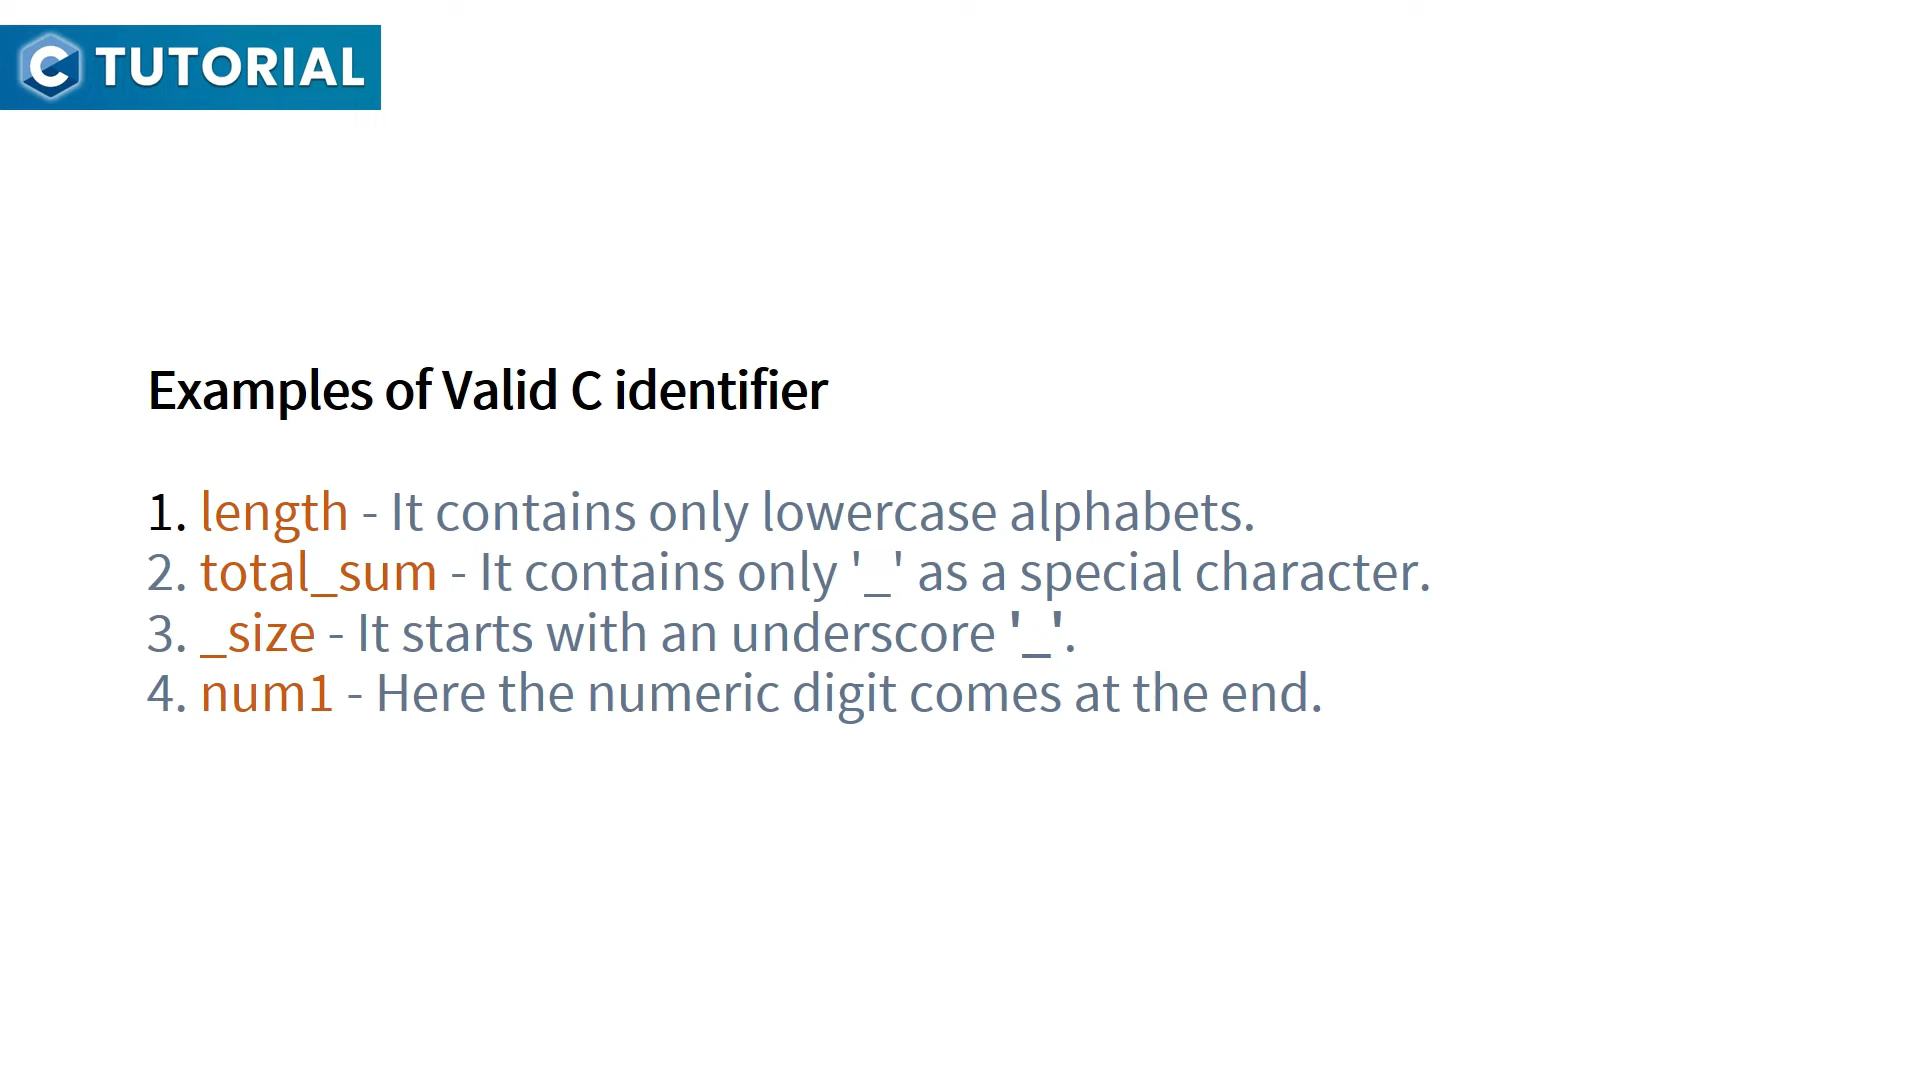 C TUTORIAL
Examples of Valid C identifier
1. length - It contains only lowercase alphabets.
2. total_sum - It contains only '_' as a special character.
3. _size - It starts with an underscore '_'.
4. num1 - Here the numeric digit comes at the end.